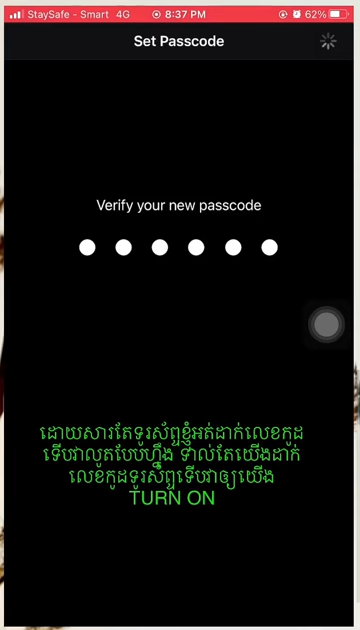 StaySafe - Smart 4G 8:37 PM 62%
Set Passcode
Verify your new passcode
ដោយសារតែទូរស័ព្ទខ្ញុំអត់ដាក់លេខកូដ
ទើបវាលូតបែបហ្នឹង ទាល់តែយើងដាក់
លេខកូដទូរស័ព្ទទើបវាឲ្យយើង
TURN ON